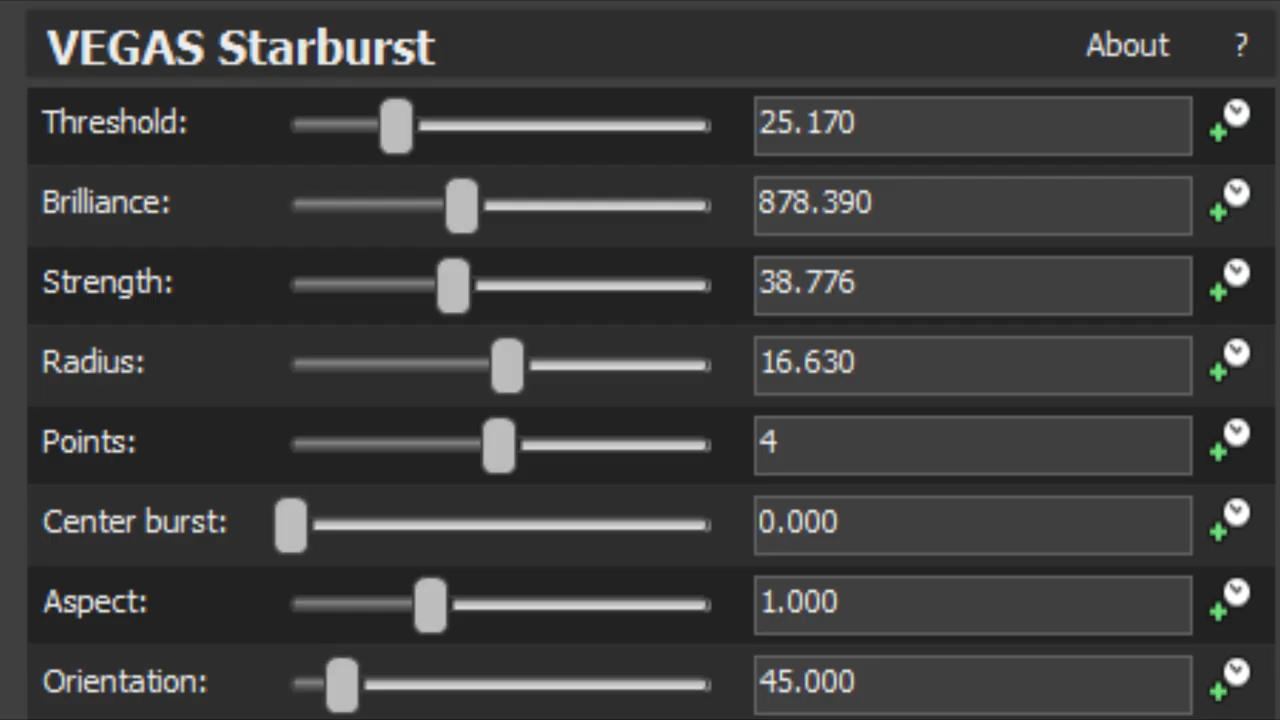 VEGAS Starburst About ?
Threshold: 25.170
Brilliance: 878.390
Strength: 38.776
Radius: 16.630
Points: 4
Center burst: 0.000
Aspect: 1.000
Orientation: 45.000